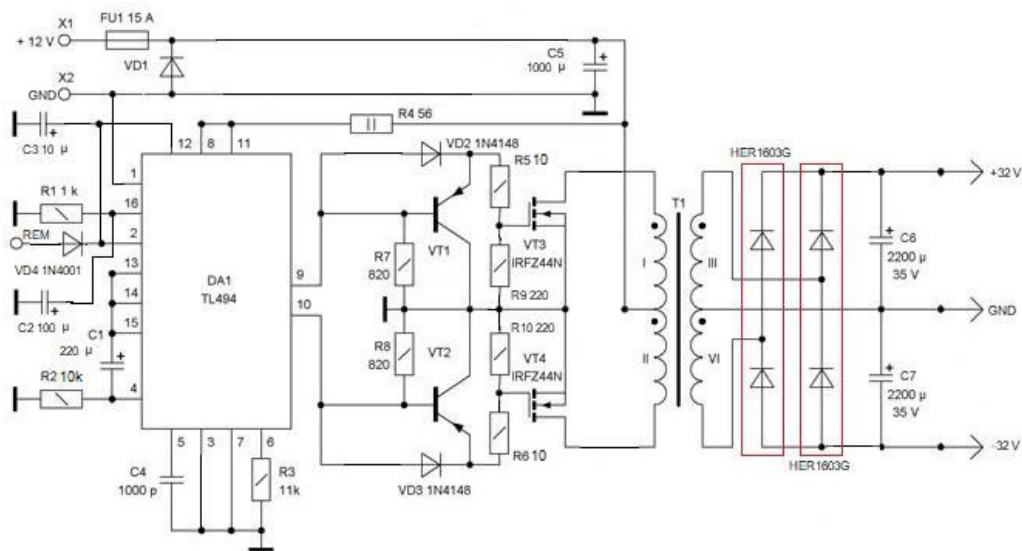 X1
FU1 15 A
+ 12 V
VD1
C5
1000 µ
X2
GND
R4 56
C3 10 µ
12 8 11
VD2 1N4148
HER1603G
R5 10
+32 V
1
R1 1 k
16
T1
REM
2
VT1
VT3
IRFZ44N
C6
2200 µ
35 V
VD4 1N4001
13
DA1
TL494
9
R7
820
I
III
14
10
R9 220
C2 100 µ
GND
C1
220 µ
15
R10 220
R8
820
VT2
VT4
IRFZ44N
II
VI
R2 10k
4
C7
2200 µ
35 V
5 3 7 6
R6 10
-32 V
C4
1000 p
R3
11k
VD3 1N4148
HER1603G